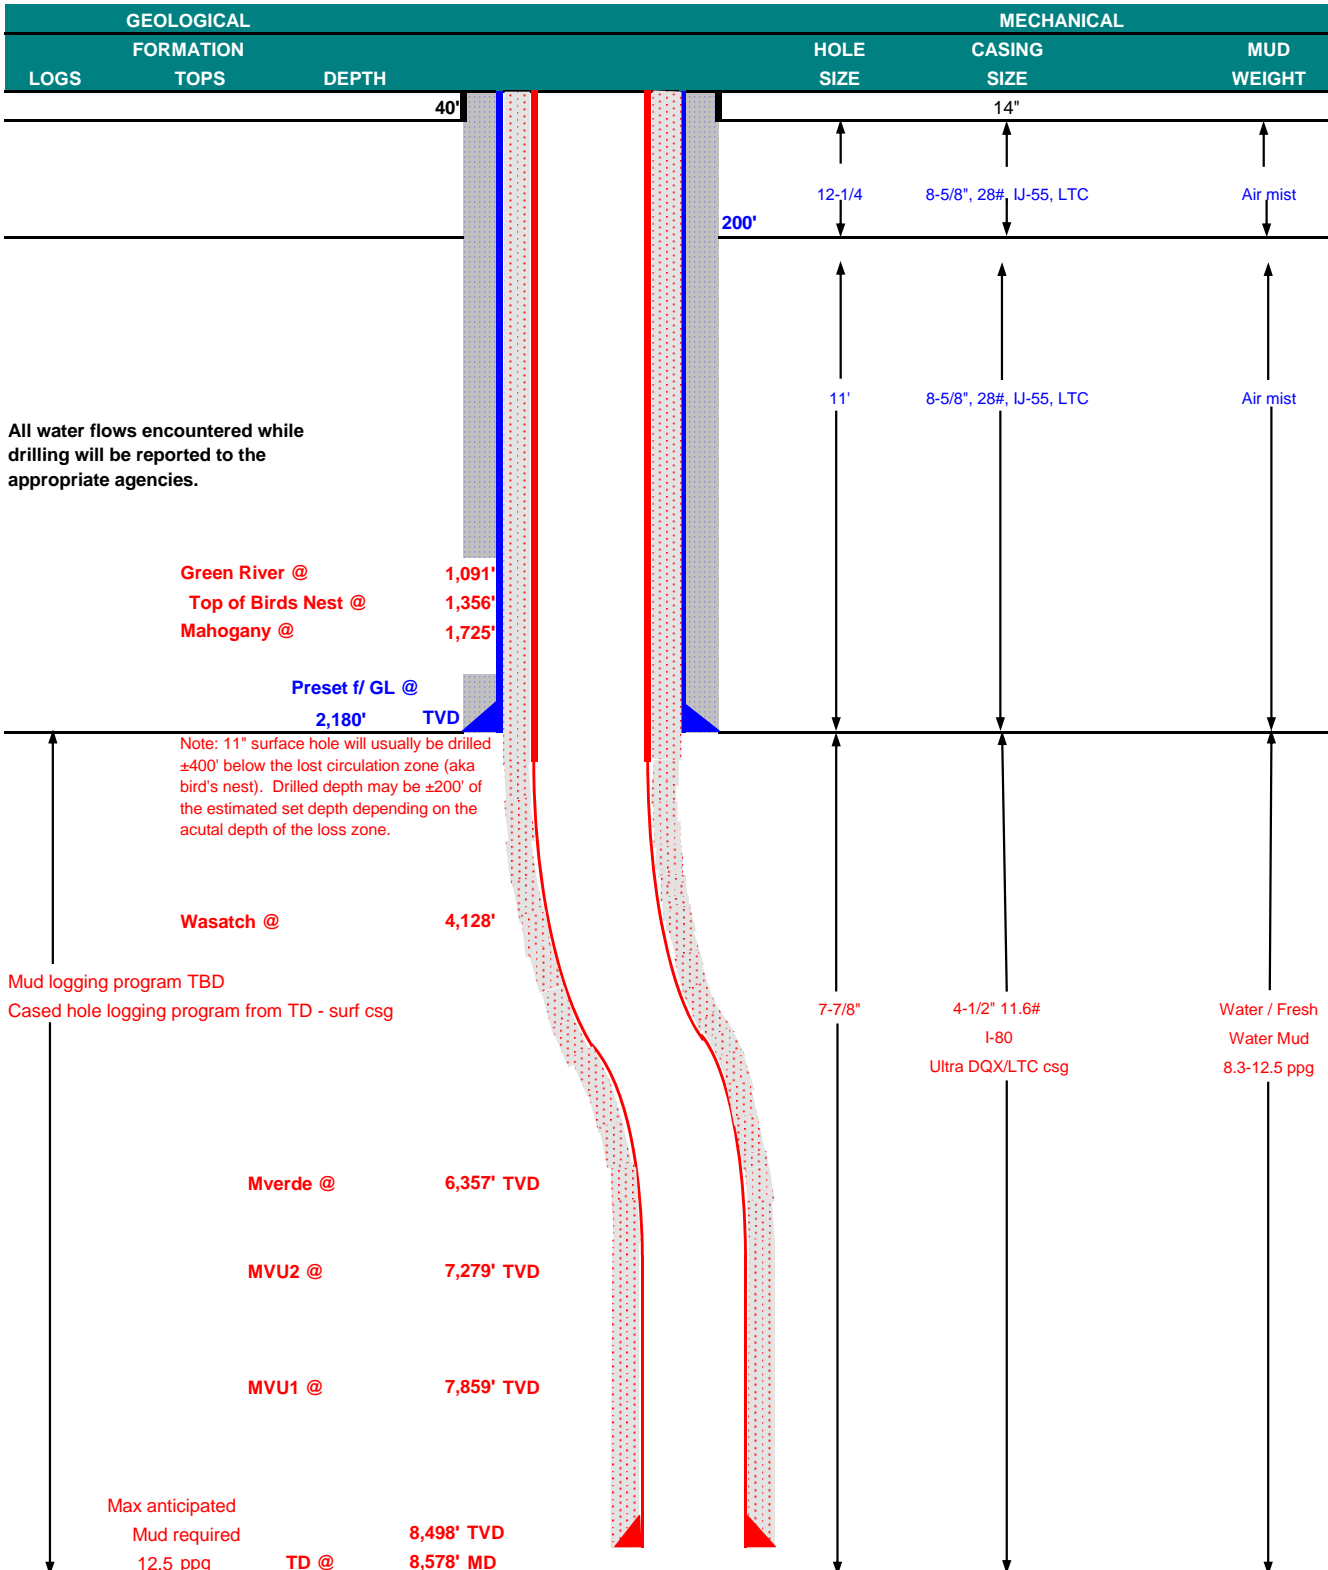 GEOLOGICAL MECHANICAL
FORMATION HOLE CASING MUD
LOGS TOPS DEPTH SIZE SIZE WEIGHT
40' 14"
12-1/4 8-5/8", 28#, IJ-55, LTC Air mist
200'
11' 8-5/8", 28#, IJ-55, LTC Air mist
All water flows encountered while
drilling will be reported to the
appropriate agencies.
Green River @ 1,091'
Top of Birds Nest @ 1,356'
Mahogany @ 1,725'
Preset f/ GL @
2,180' TVD
Note: 11" surface hole will usually be drilled
±400' below the lost circulation zone (aka
bird's nest). Drilled depth may be ±200' of
the estimated set depth depending on the
acutal depth of the loss zone.
Wasatch @ 4,128'
Mud logging program TBD
Cased hole logging program from TD - surf csg
7-7/8" 4-1/2" 11.6# Water / Fresh
I-80 Water Mud
Ultra DQX/LTC csg 8.3-12.5 ppg
Mverde @ 6,357' TVD
MVU2 @ 7,279' TVD
MVU1 @ 7,859' TVD
Max anticipated
Mud required 8,498' TVD
12.5 ppg TD @ 8,578' MD